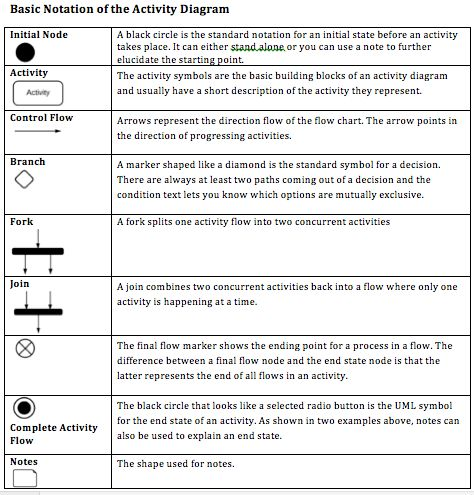 Basic Notation of the Activity Diagram
Initial Node
A black circle is the standard notation for an initial state before an activity
takes place. It can either stand alone or you can use a note to further
elucidate the starting point.
Activity
Activity
The activity symbols are the basic building blocks of an activity diagram
and usually have a short description of the activity they represent.
Control Flow
Arrows represent the direction flow of the flow chart. The arrow points in
the direction of progressing activities.
Branch
A marker shaped like a diamond is the standard symbol for a decision.
There are always at least two paths coming out of a decision and the
condition text lets you know which options are mutually exclusive.
Fork
A fork splits one activity flow into two concurrent activities
Join
A join combines two concurrent activities back into a flow where only one
activity is happening at a time.
The final flow marker shows the ending point for a process in a flow. The
difference between a final flow node and the end state node is that the
latter represents the end of all flows in an activity.
Complete Activity
Flow
The black circle that looks like a selected radio button is the UML symbol
for the end state of an activity. As shown in two examples above, notes can
also be used to explain an end state.
Notes
The shape used for notes.